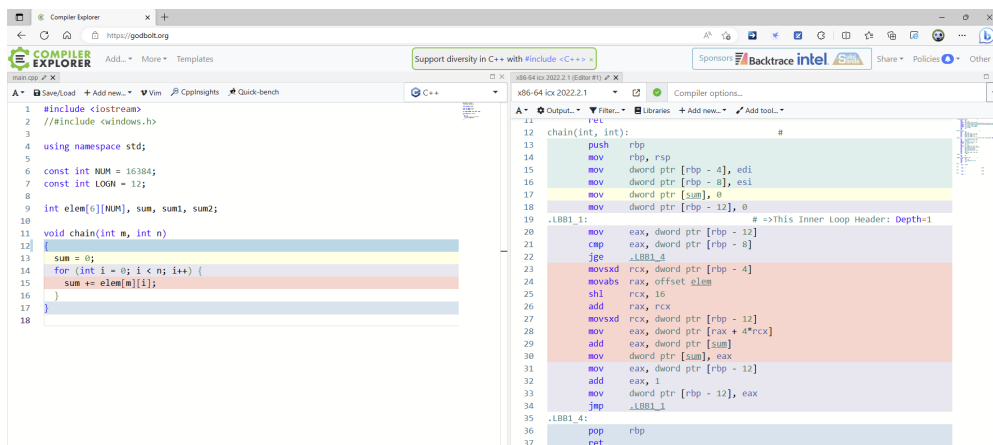 Compiler Explorer
https://godbolt.org
COMPILER
EXPLORER
Add... More Templates
Support diversity in C++ with #include <C++> ×
Sponsors Backtrace intel.
Share Policies Other
main.cpp
x86-64 icx 2022.2.1 (Editor #1)
A Save/Load + Add new... Vim CppInsights Quick-bench
C++
x86-64 icx 2022.2.1
Compiler options...
A Output... Filter... Libraries + Add new... Add tool...
1 #include <iostream>
2 //#include <windows.h>
3
4 using namespace std;
5
6 const int NUM = 16384;
7 const int LOGN = 12;
8
9 int elem[6][NUM], sum, sum1, sum2;
10
11 void chain(int m, int n)
12 {
13 sum = 0;
14 for (int i = 0; i < n; i++) {
15 sum += elem[m][i];
16 }
17 }
18
11 ret
12 chain(int, int): #
13 push rbp
14 mov rbp, rsp
15 mov dword ptr [rbp - 4], edi
16 mov dword ptr [rbp - 8], esi
17 mov dword ptr [sum], 0
18 mov dword ptr [rbp - 12], 0
19 .LBB1_1: # =>This Inner Loop Header: Depth=1
20 mov eax, dword ptr [rbp - 12]
21 cmp eax, dword ptr [rbp - 8]
22 jge .LBB1_4
23 movsxd rcx, dword ptr [rbp - 4]
24 movabs rax, offset elem
25 shl rcx, 16
26 add rax, rcx
27 movsxd rcx, dword ptr [rbp - 12]
28 mov eax, dword ptr [rax + 4*rcx]
29 add eax, dword ptr [sum]
30 mov dword ptr [sum], eax
31 mov eax, dword ptr [rbp - 12]
32 add eax, 1
33 mov dword ptr [rbp - 12], eax
34 jmp .LBB1_1
35 .LBB1_4:
36 pop rbp
37 ret